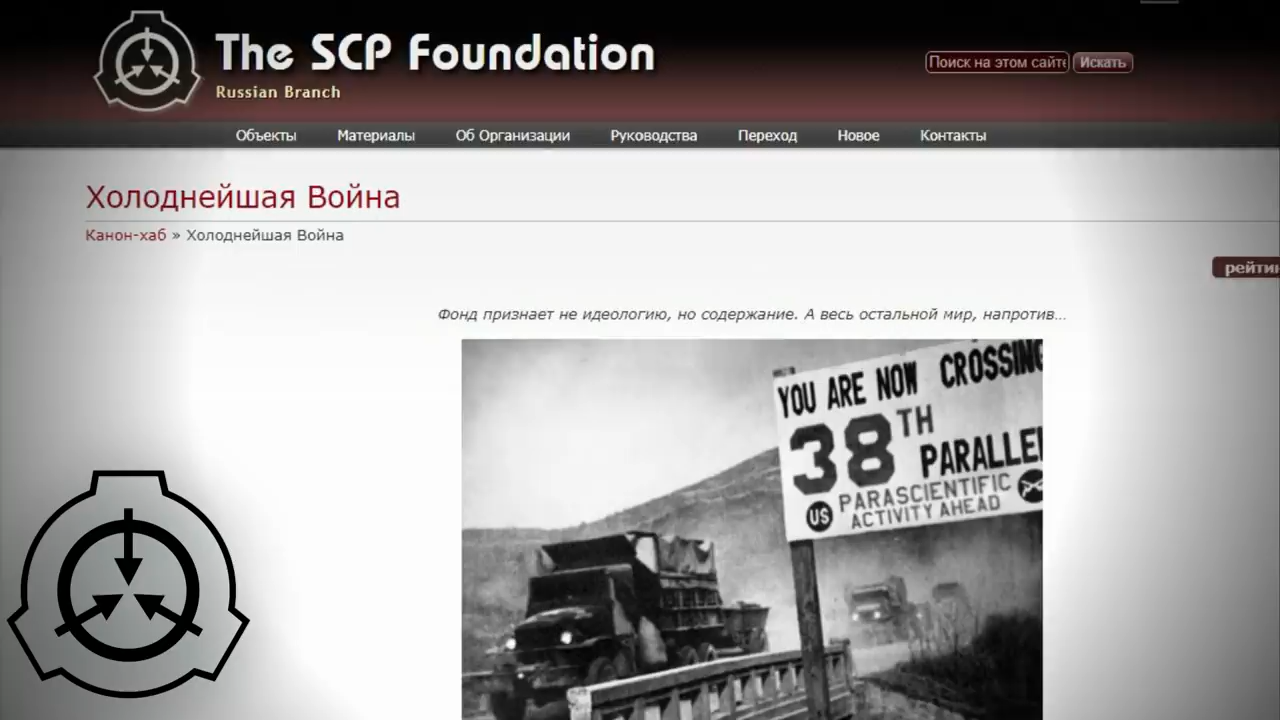 The SCP Foundation
Russian Branch
Поиск на этом сайте
Искать
Объекты Материалы Об Организации Руководства Переход Новое Контакты
Холоднейшая Война
Канон-хаб » Холоднейшая Война
рейтин
Фонд признает не идеологию, но содержание. А весь остальной мир, напротив...
YOU ARE NOW CROSSING
38TH
PARALLEL
US PARASCIENTIFIC
ACTIVITY AHEAD